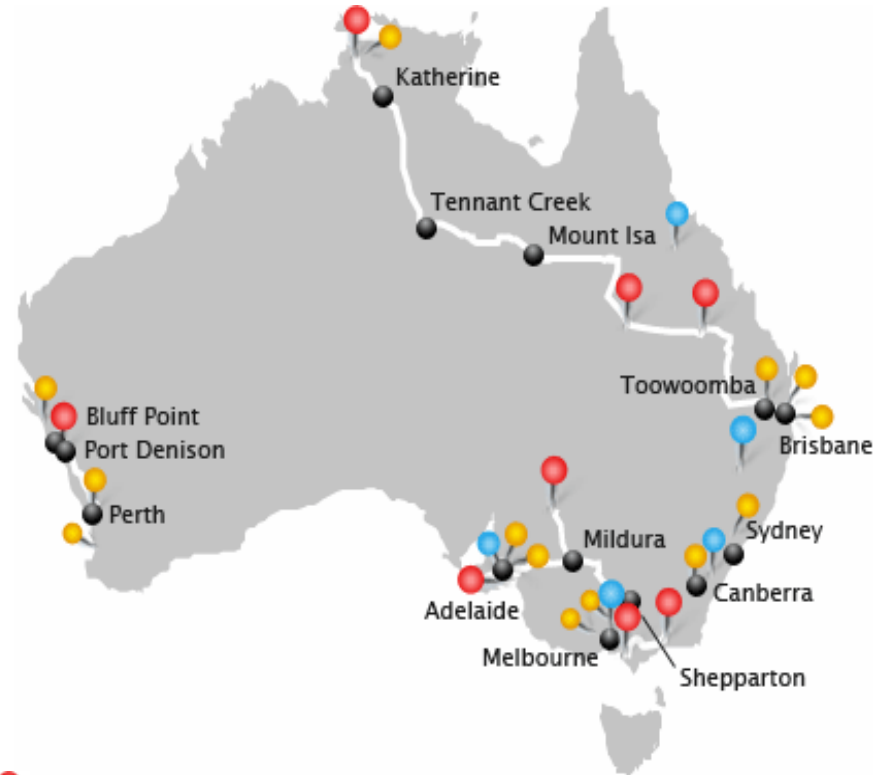 Katherine
Tennant Creek
Mount Isa
Toowoomba
Bluff Point
Brisbane
Port Denison
Perth
Sydney
Mildura
Canberra
Adelaide
Melbourne
Shepparton